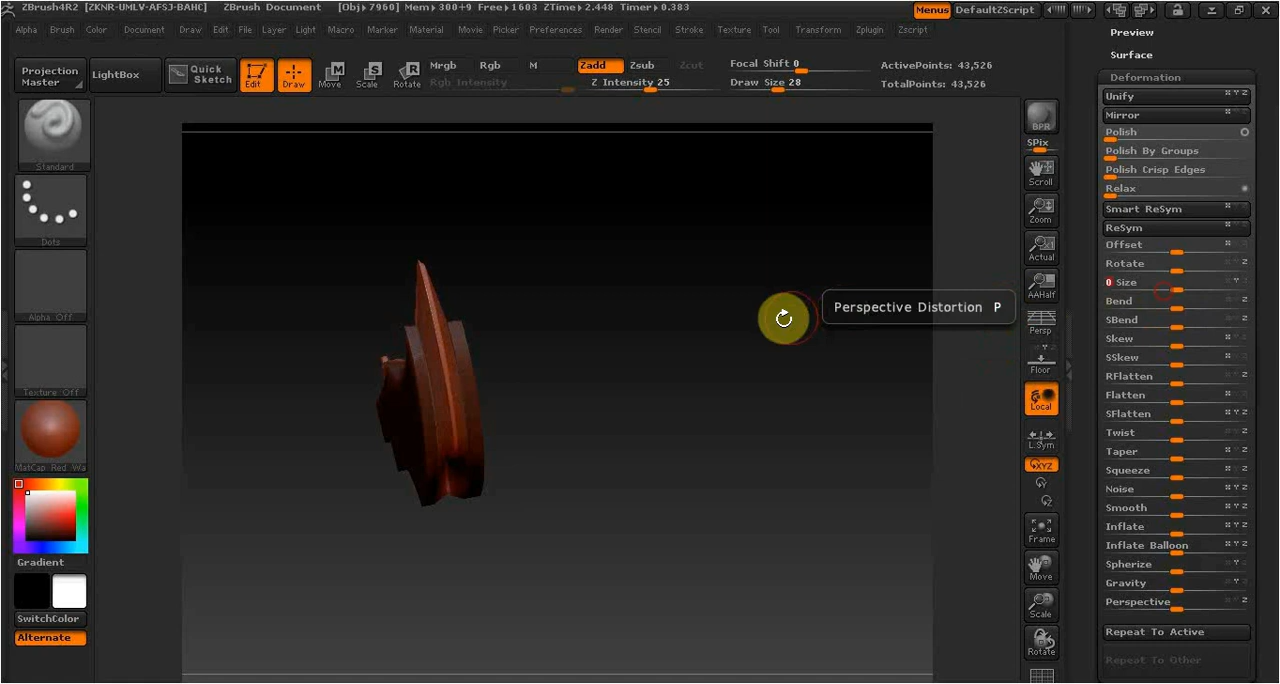 ZBrush4R2 [ZKNR-UMLV-AFSJ-BAHC] ZBrush Document [Obj▸7960] Mem▸300+9 Free▸1603 ZTime▸2.448 Timer▸0.383 Menus DefaultZScript
Alpha Brush Color Document Draw Edit File Layer Light Macro Marker Material Movie Picker Preferences Render Stencil Stroke Texture Tool Transform Zplugin Zscript
Projection Master
LightBox
Quick Sketch
Edit
Draw
M
Move
S
Scale
R
Rotate
Mrgb Rgb M
Rgb Intensity
Zadd Zsub Zcut
Z Intensity 25
Focal Shift 0
Draw Size 28
ActivePoints: 43,526
TotalPoints: 43,526
Standard
Dots
Alpha Off
Texture Off
MatCap Red Wa
Gradient
SwitchColor
Alternate
Perspective Distortion P
BPR
SPix
Scroll
Zoom
Actual
AAHalf
Persp
Floor
Local
L.Sym
XYZ
Y
Z
Frame
Move
Scale
Rotate
Preview
Surface
Deformation
Unify X Y Z
Mirror X Y Z
Polish
Polish By Groups
Polish Crisp Edges
Relax
Smart ReSym X Y Z
ReSym X Y Z
Offset X Y Z
Rotate X Y Z
0 Size X Y Z
Bend X Y Z
SBend X Y Z
Skew X Y Z
SSkew X Y Z
RFlatten X Y Z
Flatten X Y Z
SFlatten X Y Z
Twist X Y Z
Taper X Y Z
Squeeze X Y Z
Noise X Y Z
Smooth X Y Z
Inflate X Y Z
Inflate Balloon X Y Z
Spherize X Y Z
Gravity X Y Z
Perspective X Y Z
Repeat To Active
Repeat To Other